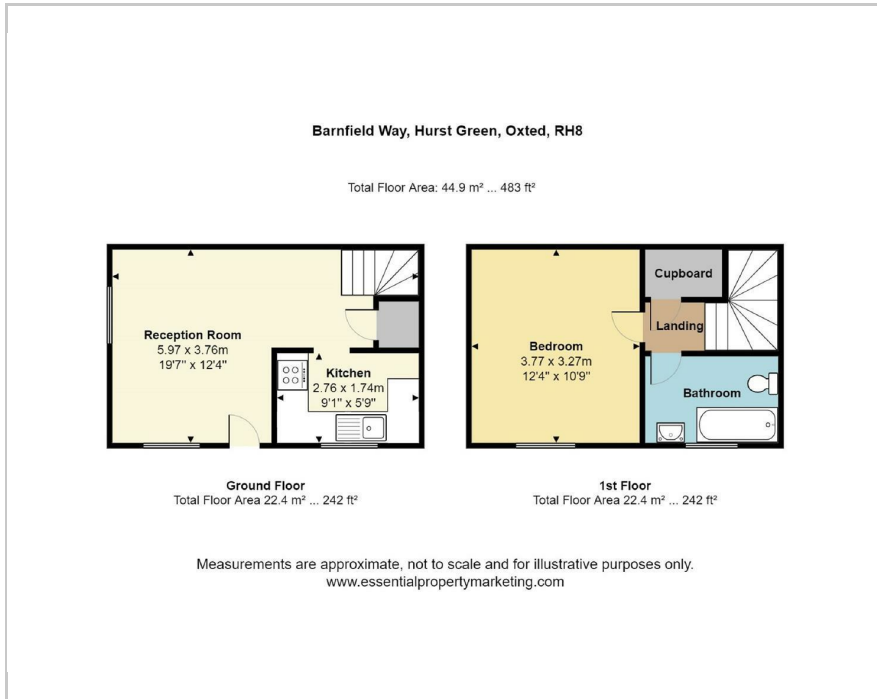 Barnfield Way, Hurst Green, Oxted, RH8
Total Floor Area: 44.9 m² ... 483 ft²
Reception Room
5.97 x 3.76m
19'7" x 12'4"
Kitchen
2.76 x 1.74m
9'1" x 5'9"
Ground Floor
Total Floor Area 22.4 m² ... 242 ft²
Cupboard
Landing
Bedroom
3.77 x 3.27m
12'4" x 10'9"
Bathroom
1st Floor
Total Floor Area 22.4 m² ... 242 ft²
Measurements are approximate, not to scale and for illustrative purposes only.
www.essentialpropertymarketing.com